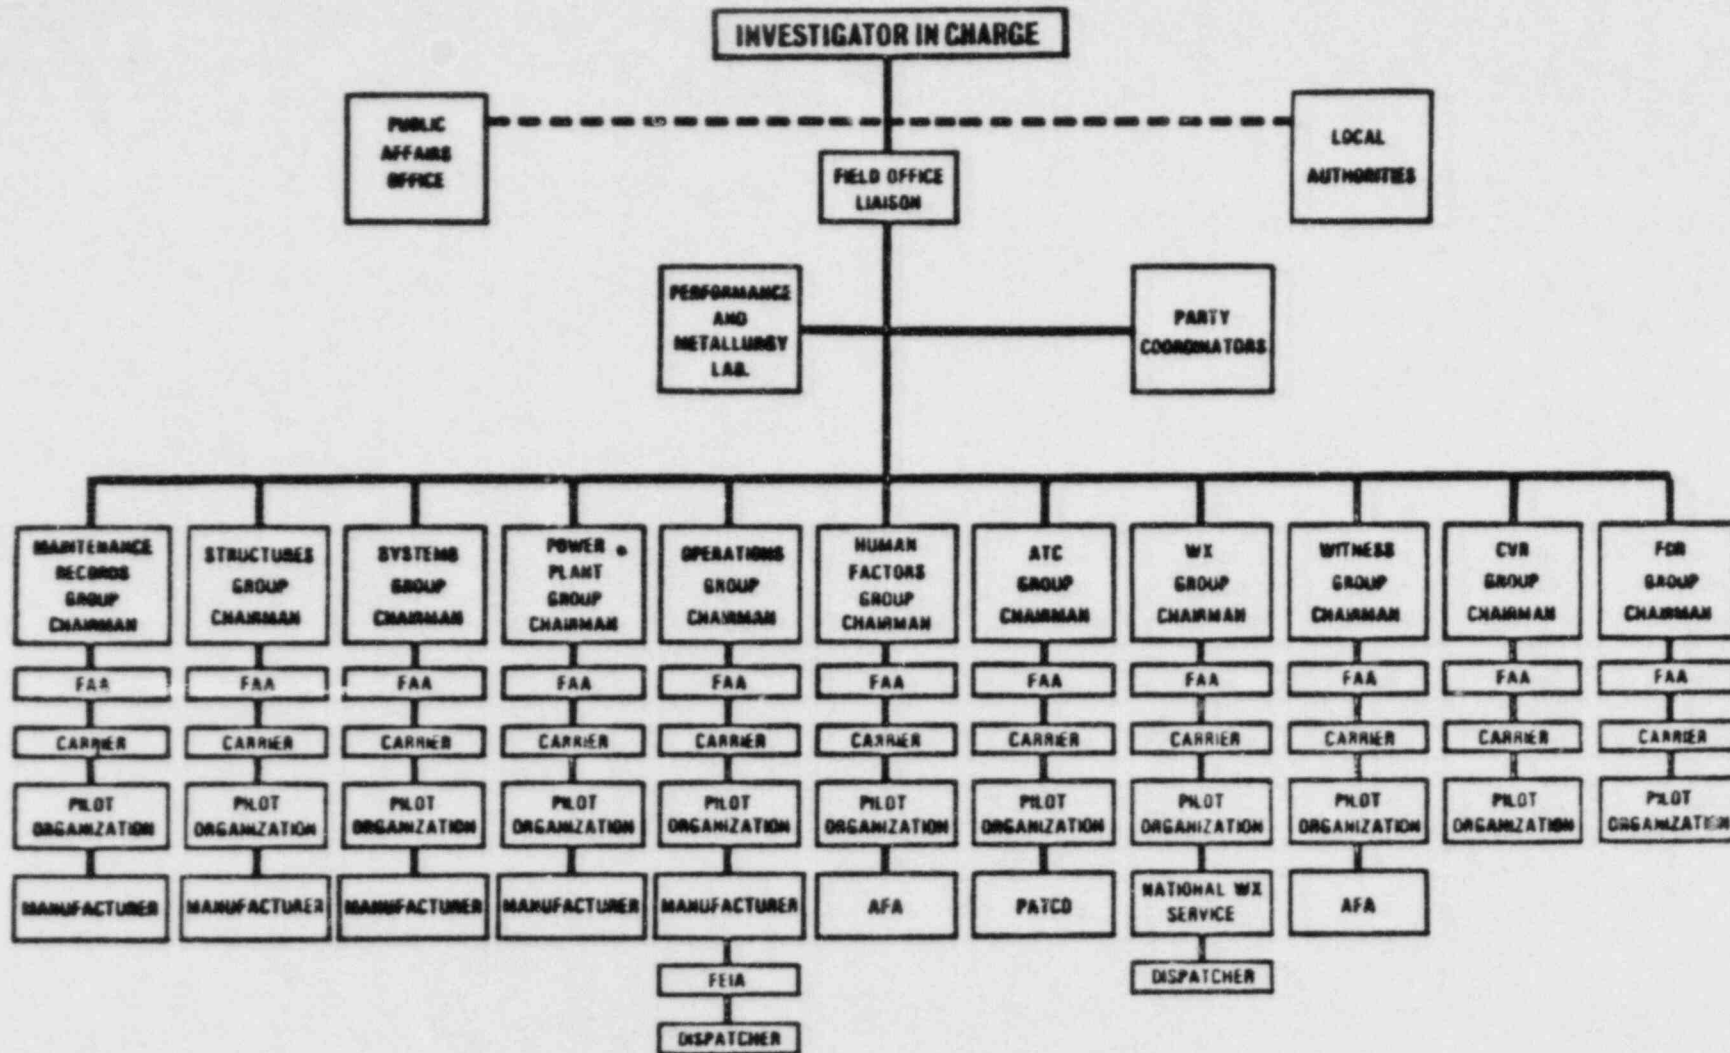 INVESTIGATOR IN CHARGE
PUBLIC
AFFAIRS
OFFICE
LOCAL
AUTHORITIES
FIELD OFFICE
LIAISON
PERFORMANCE
AND
METALLURGY
LAB.
PARTY
COORDINATORS
MAINTENANCE
RECORDS
GROUP
CHAIRMAN
STRUCTURES
GROUP
CHAIRMAN
SYSTEMS
GROUP
CHAIRMAN
POWER
PLANT
GROUP
CHAIRMAN
OPERATIONS
GROUP
CHAIRMAN
HUMAN
FACTORS
GROUP
CHAIRMAN
ATC
GROUP
CHAIRMAN
WX
GROUP
CHAIRMAN
WITNESS
GROUP
CHAIRMAN
CVR
GROUP
CHAIRMAN
FDR
GROUP
CHAIRMAN
FAA
FAA
FAA
FAA
FAA
FAA
FAA
FAA
FAA
FAA
FAA
CARRIER
CARRIER
CARRIER
CARRIER
CARRIER
CARRIER
CARRIER
CARRIER
CARRIER
CARRIER
CARRIER
PILOT
ORGANIZATION
PILOT
ORGANIZATION
PILOT
ORGANIZATION
PILOT
ORGANIZATION
PILOT
ORGANIZATION
PILOT
ORGANIZATION
PILOT
ORGANIZATION
PILOT
ORGANIZATION
PILOT
ORGANIZATION
PILOT
ORGANIZATION
PILOT
ORGANIZATION
MANUFACTURER
MANUFACTURER
MANUFACTURER
MANUFACTURER
MANUFACTURER
AFA
PATCO
NATIONAL WX
SERVICE
AFA
FEIA
DISPATCHER
DISPATCHER